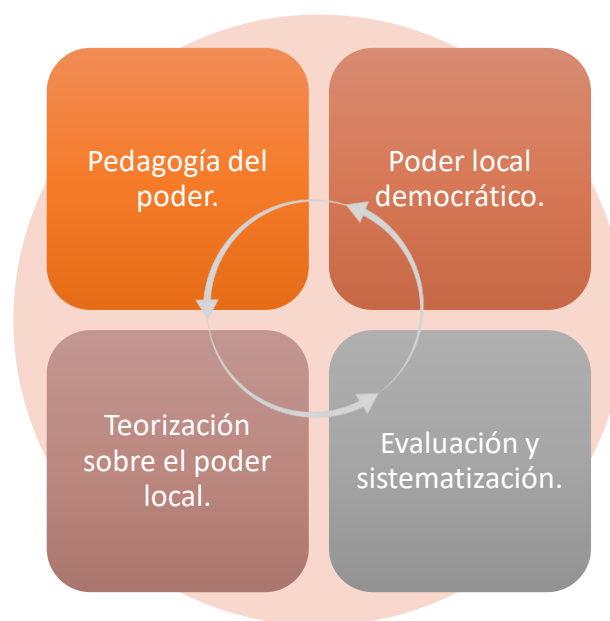 Pedagogía del
poder.
Poder local
democrático.
Teorización
sobre el poder
local.
Evaluación y
sistematización.